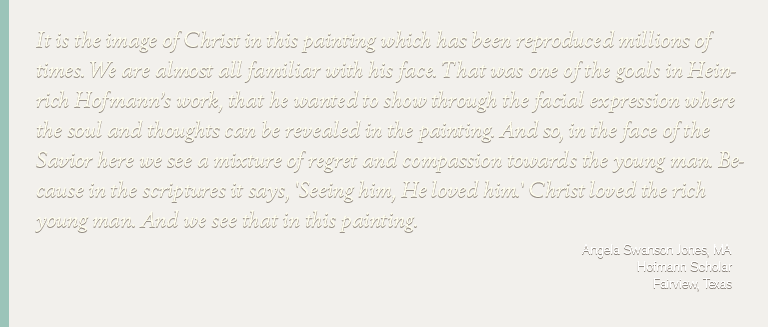 It is the image of Christ in this painting which has been reproduced millions of
times. We are almost all familiar with his face. That was one of the goals in Hein-
rich Hofmann's work, that he wanted to show through the facial expression where
the soul and thoughts can be revealed in the painting. And so, in the face of the
Savior here we see a mixture of regret and compassion towards the young man. Be-
cause in the scriptures it says, 'Seeing him, He loved him.' Christ loved the rich
young man. And we see that in this painting.
Angela Swanson Jones, MA
Hofmann Scholar
Fairview, Texas